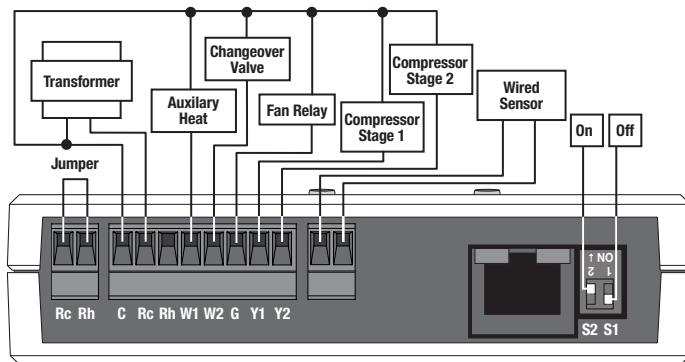 Changeover
Valve
Compressor
Stage 2
Transformer
Wired
Sensor
Auxilary
Heat
Fan Relay
Compressor
Stage 1
On
Off
Jumper
ON ↓
1 2
Rc Rh C Rc Rh W1 W2 G Y1 Y2
S2 S1